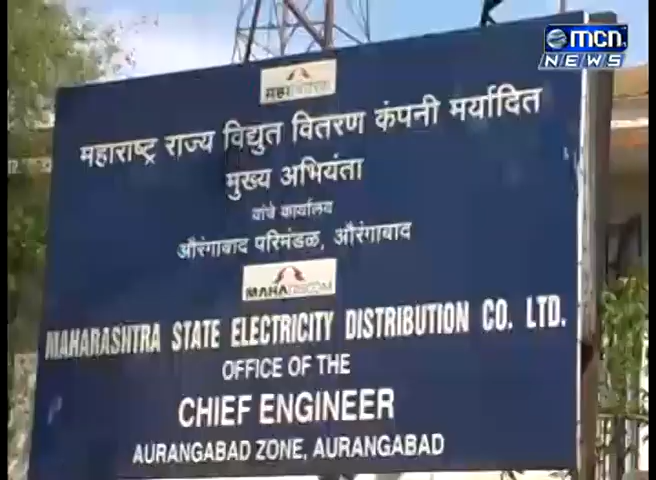 mcn
NEWS
महावितरण
महाराष्ट्र राज्य विद्युत वितरण कंपनी मर्यादित
मुख्य अभियंता
यांचे कार्यालय
औरंगाबाद परिमंडळ, औरंगाबाद
MAHADISCOM
MAHARASHTRA STATE ELECTRICITY DISTRIBUTION CO. LTD.
OFFICE OF THE
CHIEF ENGINEER
AURANGABAD ZONE, AURANGABAD